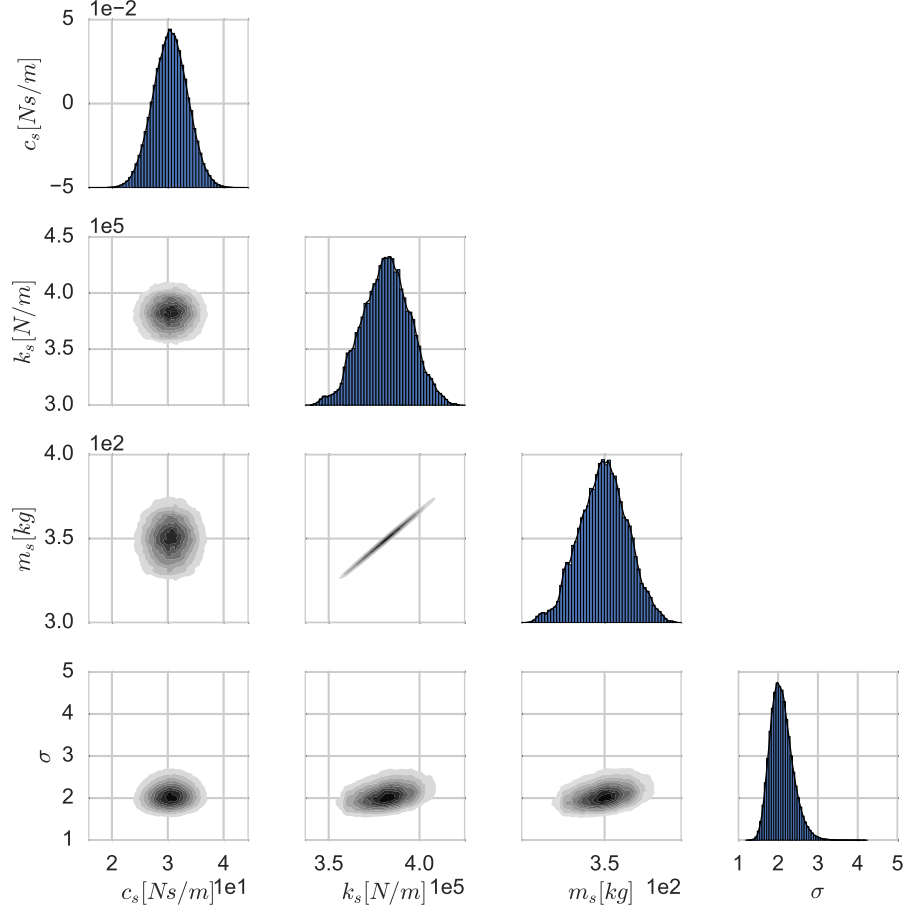 1e−2
5
0
−5
c_s[Ns/m]
1e5
4.5
4.0
3.5
3.0
k_s[N/m]
1e2
4.0
3.5
3.0
m_s[kg]
5
4
3
2
1
σ
2 3 4
c_s[Ns/m] 1e1
3.5 4.0
k_s[N/m] 1e5
3.5
m_s[kg] 1e2
1 2 3 4 5
σ